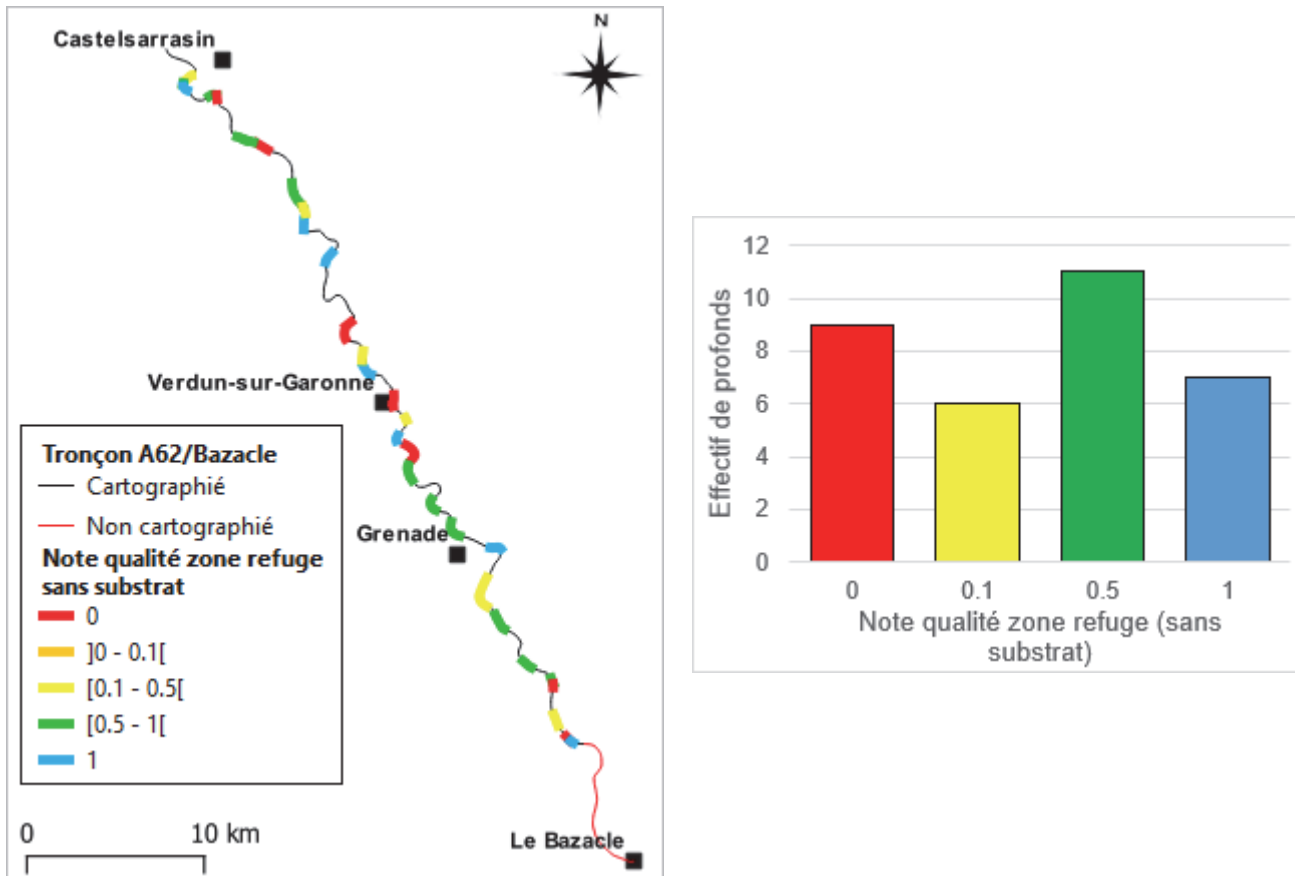 Castelsarrasin
N
Verdun-sur-Garonne
Tronçon A62/Bazacle
Cartographié
Non cartographié
Note qualité zone refuge
sans substrat
0
]0 - 0.1[
[0.1 - 0.5[
[0.5 - 1[
1
Grenade
Le Bazacle
0 10 km
Effectif de profonds
12
10
8
6
4
2
0
0 0.1 0.5 1
Note qualité zone refuge (sans
substrat)